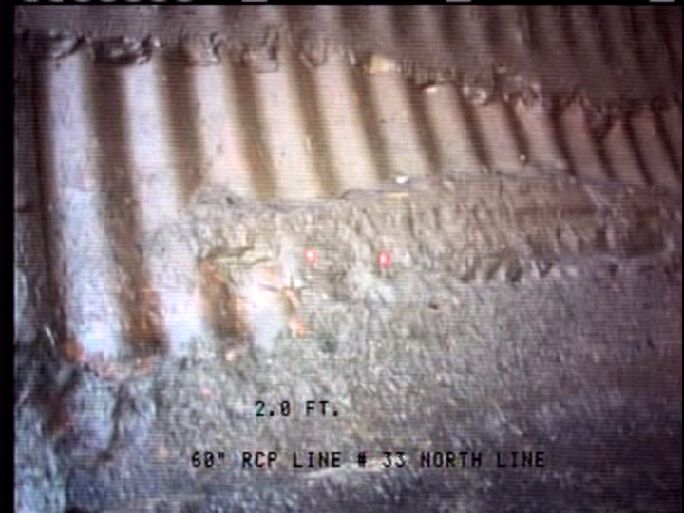 2.0 FT.
60" RCP LINE # 33 NORTH LINE